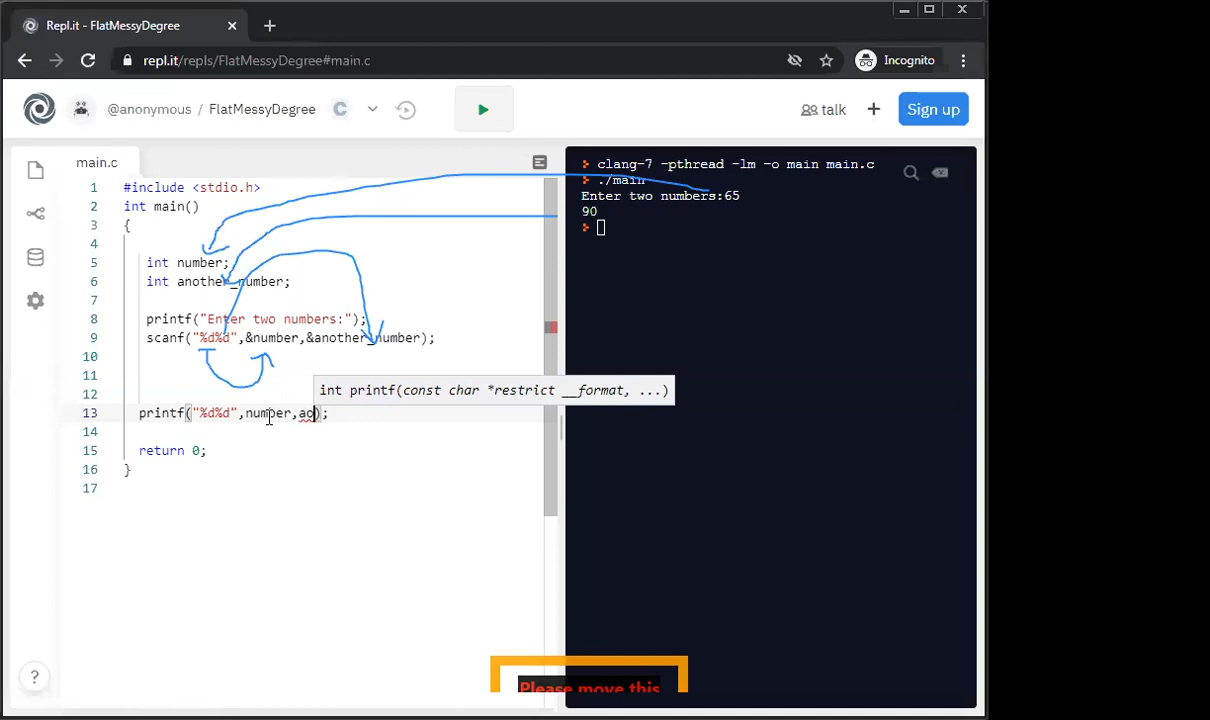 Repl.it - FlatMessyDegree
repl.it/repls/FlatMessyDegree#main.c
Incognito
@anonymous / FlatMessyDegree
C
talk
Sign up
main.c
1 #include <stdio.h>
2 int main()
3 {
4
5 int number;
6 int another_number;
7
8 printf("Enter two numbers:");
9 scanf("%d%d",&number,&another_number);
10
11
12
int printf(const char *restrict __format, ...)
13 printf("%d%d",number,ao);
14
15 return 0;
16 }
17
clang-7 -pthread -lm -o main main.c
./main
Enter two numbers:65
90
?
Please move this